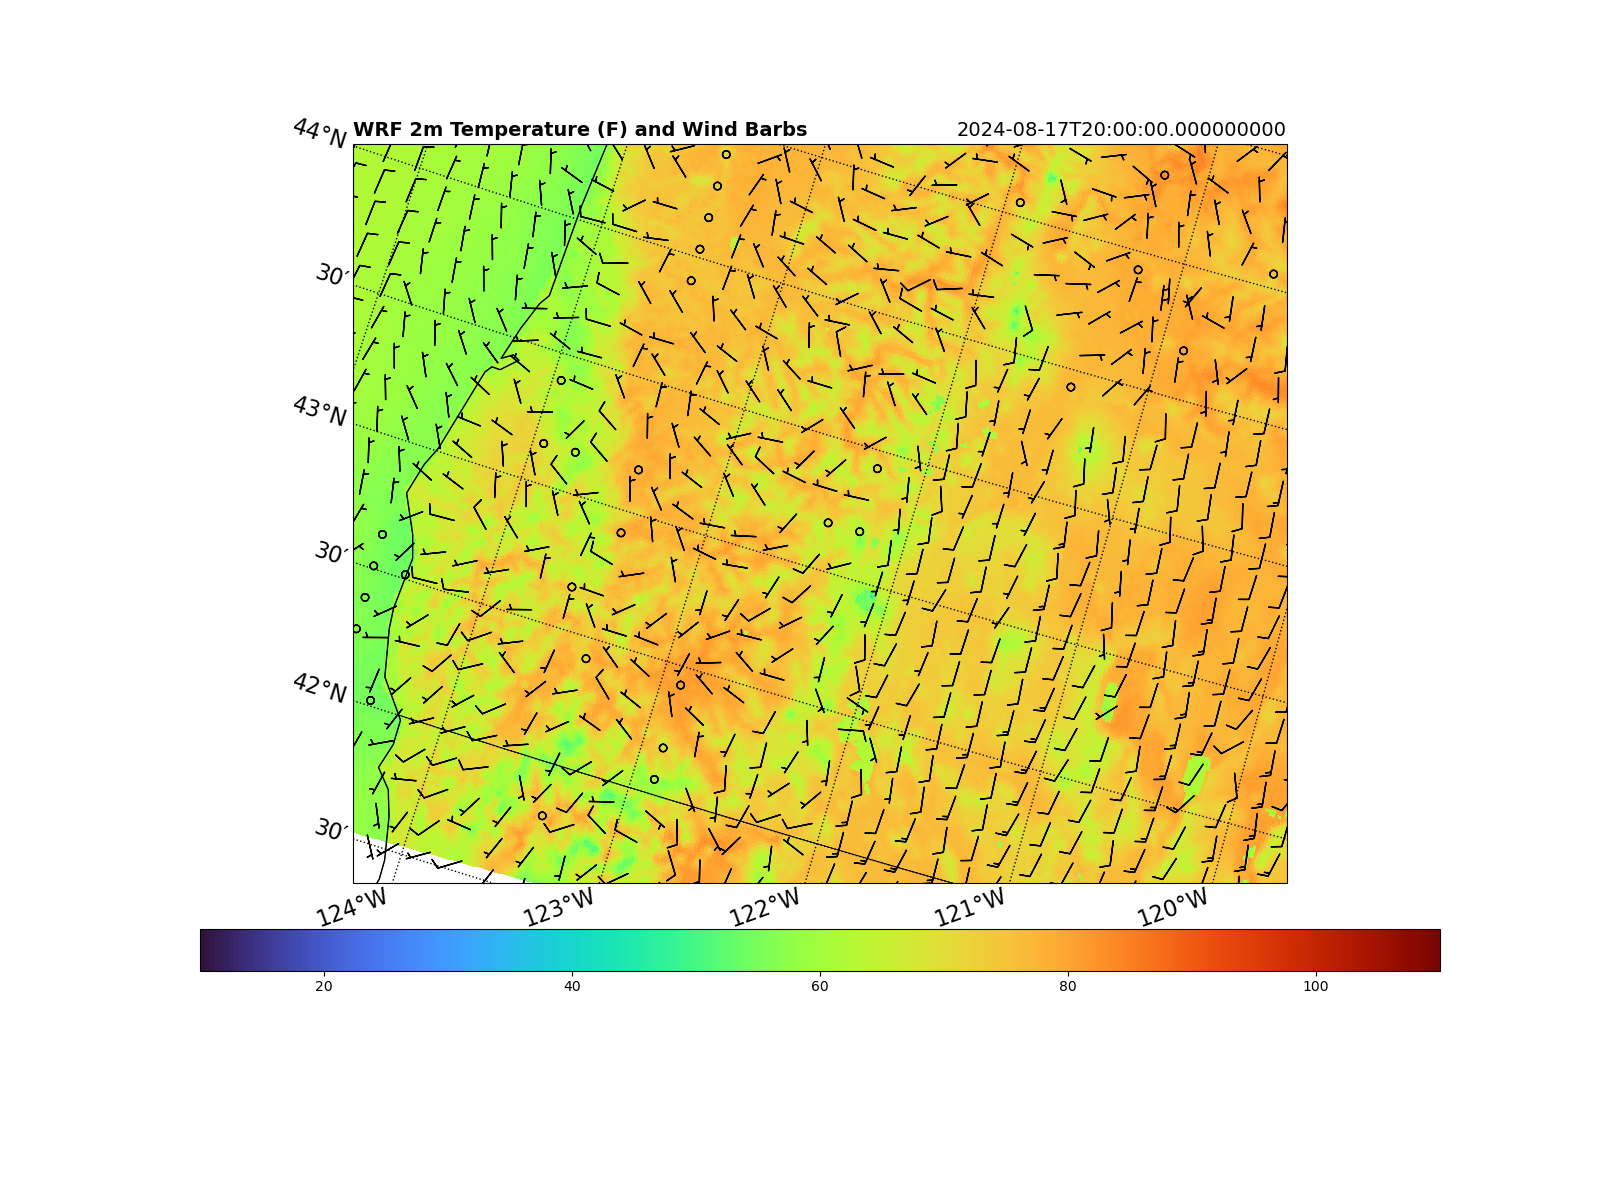 WRF 2m Temperature (F) and Wind Barbs
2024-08-17T20:00:00.000000000
44°N
30′
43°N
30′
42°N
30′
124°W
123°W
122°W
121°W
120°W
20
40
60
80
100